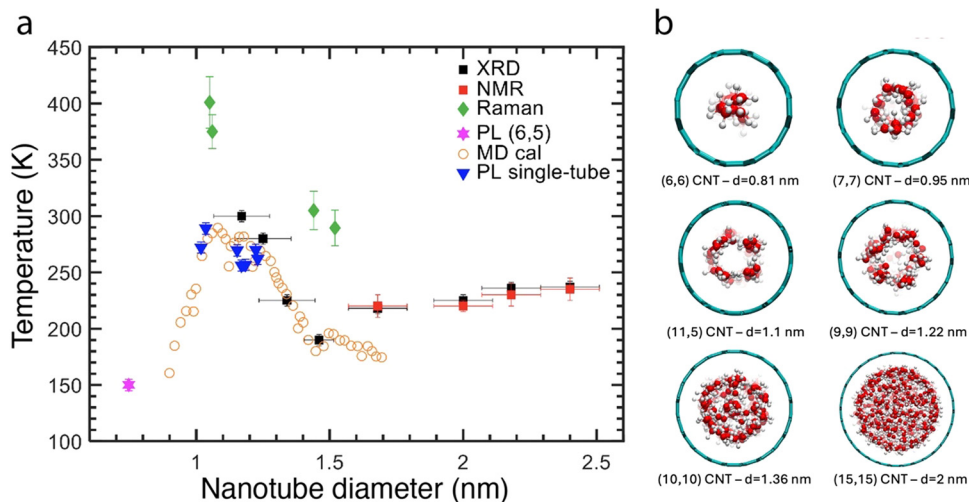 a
450
400
350
300
250
200
150
100
Temperature (K)
1
1.5
2
2.5
Nanotube diameter (nm)
XRD
NMR
Raman
PL (6,5)
MD cal
PL single-tube
b
(6,6) CNT – d=0.81 nm
(7,7) CNT – d=0.95 nm
(11,5) CNT – d=1.1 nm
(9,9) CNT – d=1.22 nm
(10,10) CNT – d=1.36 nm
(15,15) CNT – d=2 nm